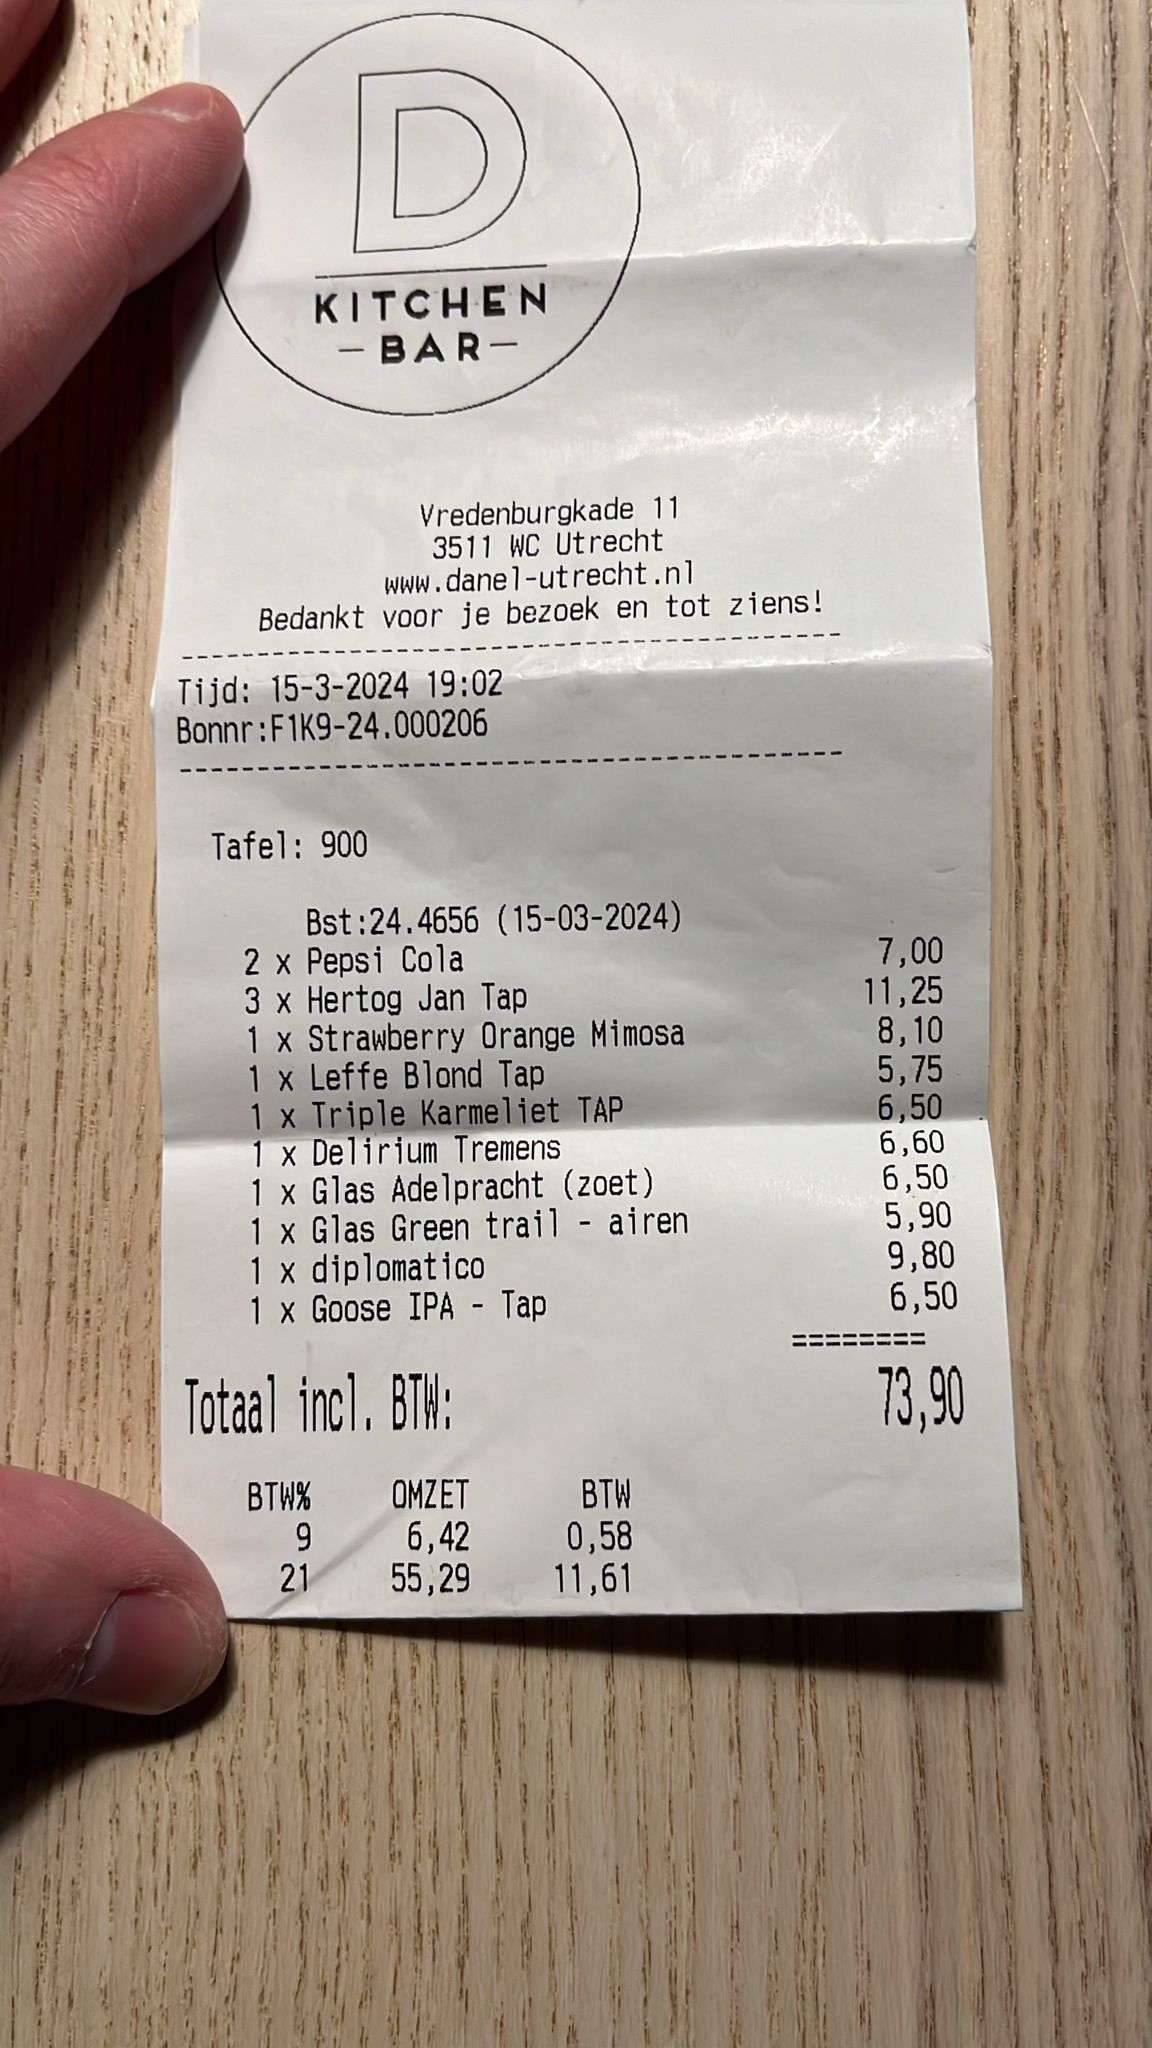 D
KITCHEN
-BAR-
Vredenburgkade 11
3511 WC Utrecht
www.danel-utrecht.nl
Bedankt voor je bezoek en tot ziens!
Tijd: 15-3-2024 19:02
Bonnr:F1K9-24.000206
Tafel: 900
Bst:24.4656 (15-03-2024)
2 x Pepsi Cola 7,00
3 x Hertog Jan Tap 11,25
1 x Strawberry Orange Mimosa 8,10
1 x Leffe Blond Tap 5,75
1 x Triple Karmeliet TAP 6,50
1 x Delirium Tremens 6,60
1 x Glas Adelpracht (zoet) 6,50
1 x Glas Green trail - airen 5,90
1 x diplomatico 9,80
1 x Goose IPA - Tap 6,50
========
Totaal incl. BTW: 73,90
BTW% OMZET BTW
9 6,42 0,58
21 55,29 11,61